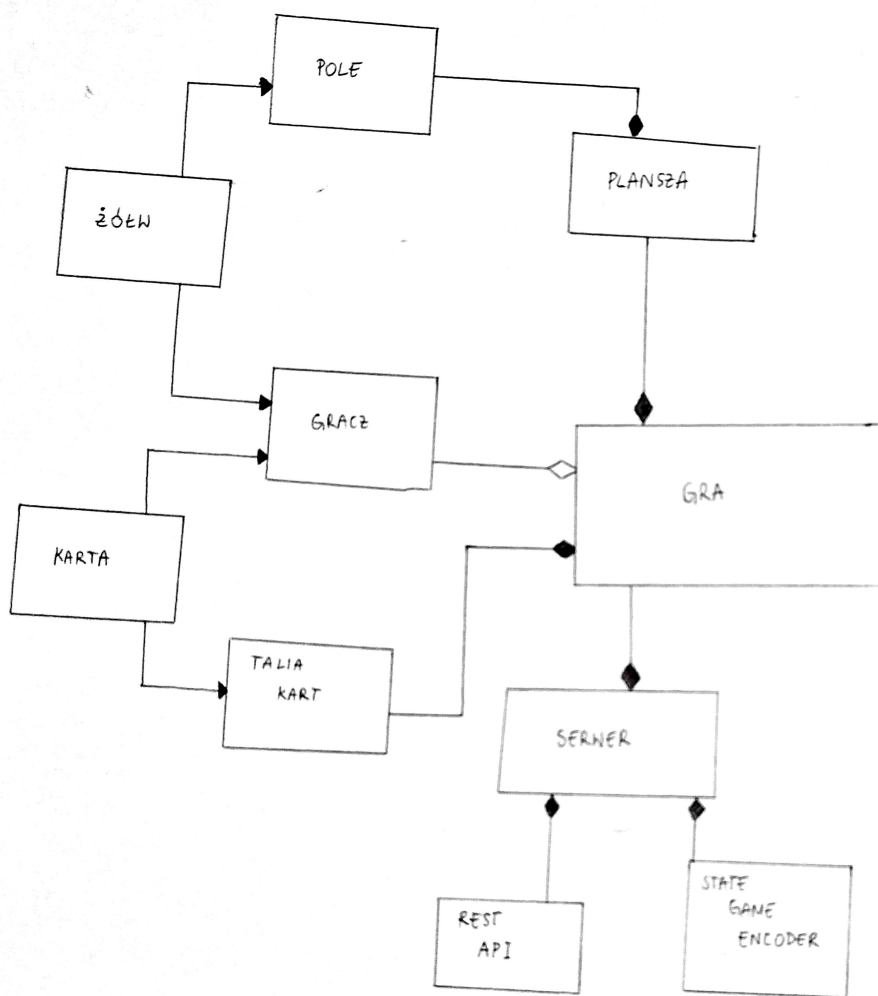 POLE
PLANSZA
ŻÓŁW
GRACZ
GRA
KARTA
TALIA
KART
SERWER
REST
API
STATE
GAME
ENCODER